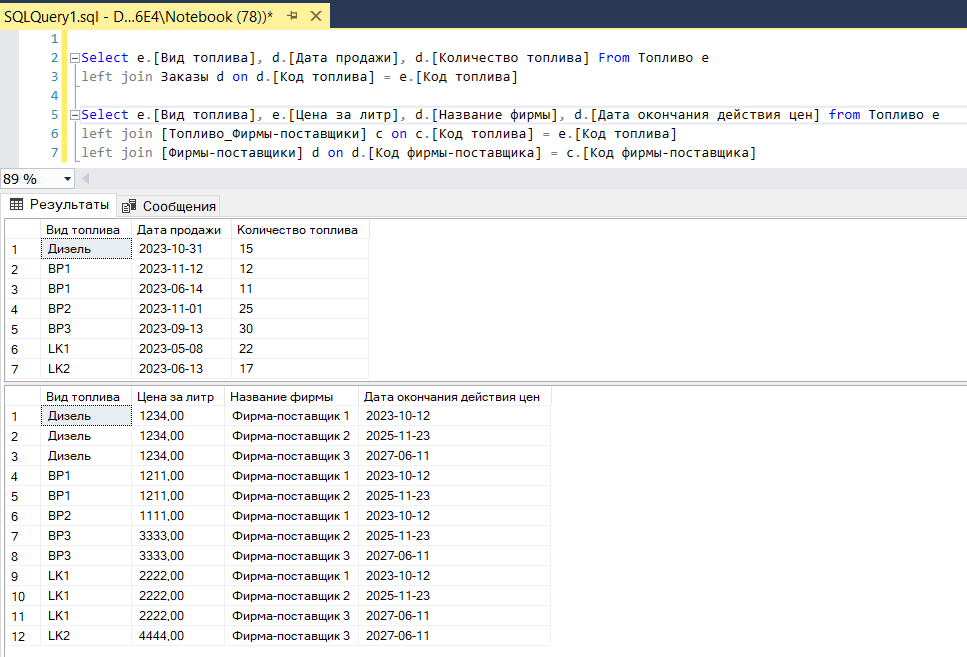 SQLQuery1.sql - D...6E4\Notebook (78))*
1
2 Select e.[Вид топлива], d.[Дата продажи], d.[Количество топлива] From Топливо e
3 left join Заказы d on d.[Код топлива] = e.[Код топлива]
4
5 Select e.[Вид топлива], e.[Цена за литр], d.[Название фирмы], d.[Дата окончания действия цен] from Топливо e
6 left join [Топливо_Фирмы-поставщики] c on c.[Код топлива] = e.[Код топлива]
7 left join [Фирмы-поставщики] d on d.[Код фирмы-поставщика] = c.[Код фирмы-поставщика]
89 %
Результаты Сообщения
Вид топлива Дата продажи Количество топлива
1 Дизель 2023-10-31 15
2 BP1 2023-11-12 12
3 BP1 2023-06-14 11
4 BP2 2023-11-01 25
5 BP3 2023-09-13 30
6 LK1 2023-05-08 22
7 LK2 2023-06-13 17
Вид топлива Цена за литр Название фирмы Дата окончания действия цен
1 Дизель 1234,00 Фирма-поставщик 1 2023-10-12
2 Дизель 1234,00 Фирма-поставщик 2 2025-11-23
3 Дизель 1234,00 Фирма-поставщик 3 2027-06-11
4 BP1 1211,00 Фирма-поставщик 1 2023-10-12
5 BP1 1211,00 Фирма-поставщик 2 2025-11-23
6 BP2 1111,00 Фирма-поставщик 1 2023-10-12
7 BP3 3333,00 Фирма-поставщик 2 2025-11-23
8 BP3 3333,00 Фирма-поставщик 3 2027-06-11
9 LK1 2222,00 Фирма-поставщик 1 2023-10-12
10 LK1 2222,00 Фирма-поставщик 2 2025-11-23
11 LK1 2222,00 Фирма-поставщик 3 2027-06-11
12 LK2 4444,00 Фирма-поставщик 3 2027-06-11